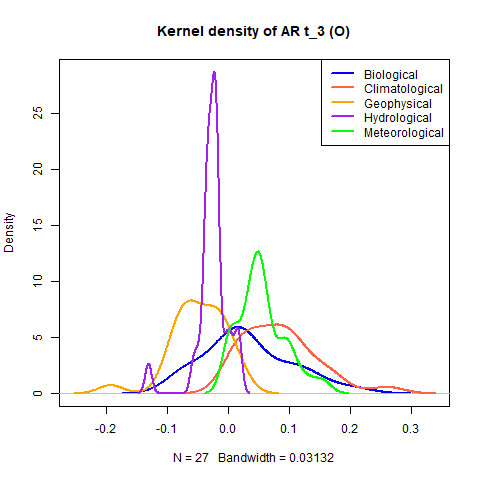 Kernel density of AR t_3 (O)
Biological
Climatological
Geophysical
Hydrological
Meteorological
Density
25
20
15
10
5
0
-0.2
-0.1
0.0
0.1
0.2
0.3
N = 27 Bandwidth = 0.03132